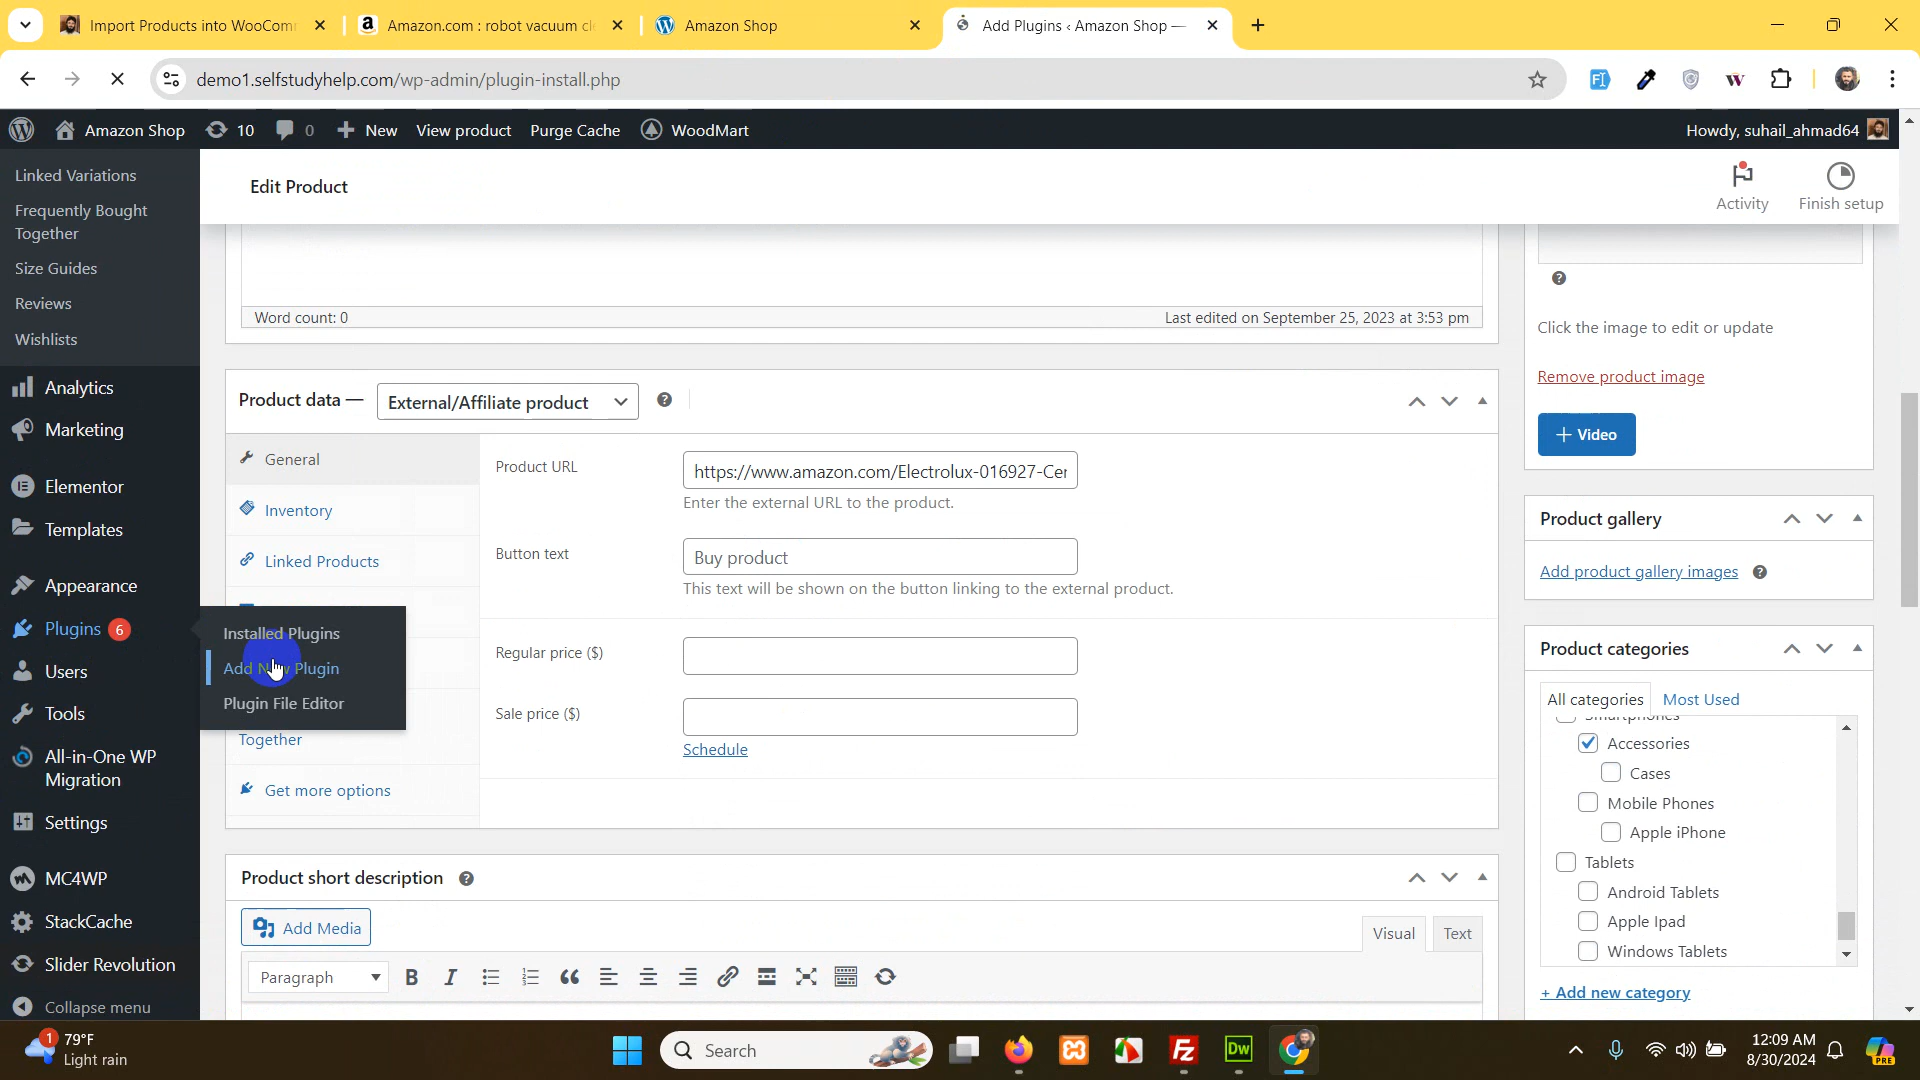 Import Products into WooComm
Amazon.com : robot vacuum cle
Amazon Shop
Add Plugins ‹ Amazon Shop —
demo1.selfstudyhelp.com/wp-admin/plugin-install.php
Amazon Shop 10 0 New View product Purge Cache WoodMart Howdy, suhail_ahmad64
Linked Variations
Frequently Bought
Together
Size Guides
Reviews
Wishlists
Analytics
Marketing
Elementor
Templates
Appearance
Plugins 6
Users
Tools
All-in-One WP
Migration
Settings
MC4WP
StackCache
Slider Revolution
Collapse menu
Installed Plugins
Add New Plugin
Plugin File Editor
Edit Product
Activity
Finish setup
Word count: 0 Last edited on September 25, 2023 at 3:53 pm
Product data — External/Affiliate product
General
Inventory
Linked Products
Together
Get more options
Product URL https://www.amazon.com/Electrolux-016927-Cer
Enter the external URL to the product.
Button text Buy product
This text will be shown on the button linking to the external product.
Regular price ($)
Sale price ($)
Schedule
Product short description
Add Media
Visual Text
Paragraph
Click the image to edit or update
Remove product image
+ Video
Product gallery
Add product gallery images
Product categories
All categories Most Used
Smartphones
Accessories
Cases
Mobile Phones
Apple iPhone
Tablets
Android Tablets
Apple Ipad
Windows Tablets
+ Add new category
1
79°F
Light rain
Search
12:09 AM
8/30/2024